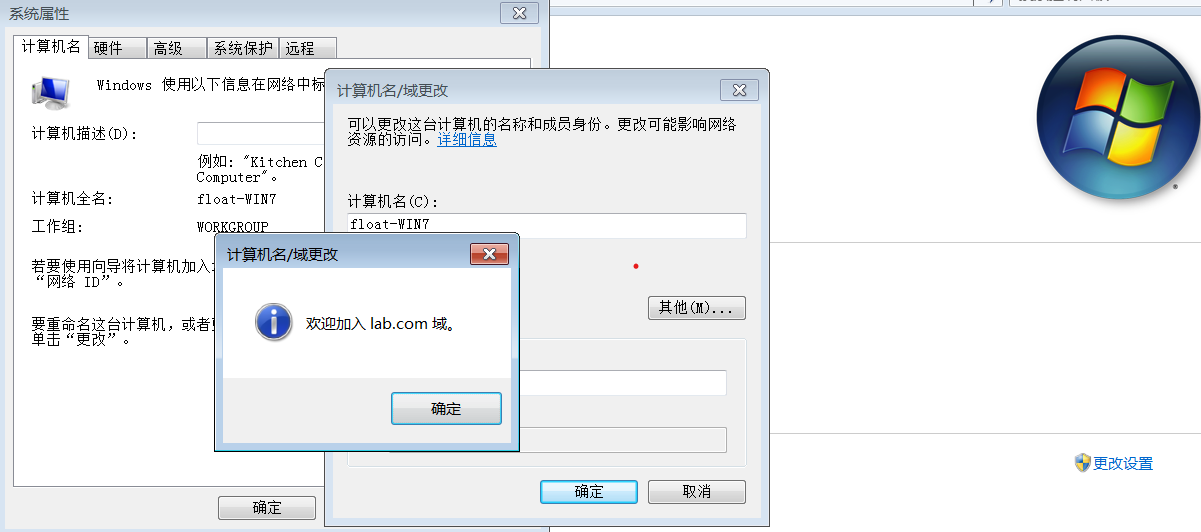 系统属性
计算机名 硬件 高级 系统保护 远程
Windows 使用以下信息在网络中标
计算机描述(D):
例如: "Kitchen C
Computer"。
计算机全名: float-WIN7
工作组: WORKGROUP
若要使用向导将计算机加入
“网络 ID”。
要重命名这台计算机，或者
单击“更改”。
确定
计算机名/域更改
可以更改这台计算机的名称和成员身份。更改可能影响网络
资源的访问。详细信息
计算机名(C):
float-WIN7
其他(M)...
确定 取消
计算机名/域更改
欢迎加入 lab.com 域。
确定
更改设置